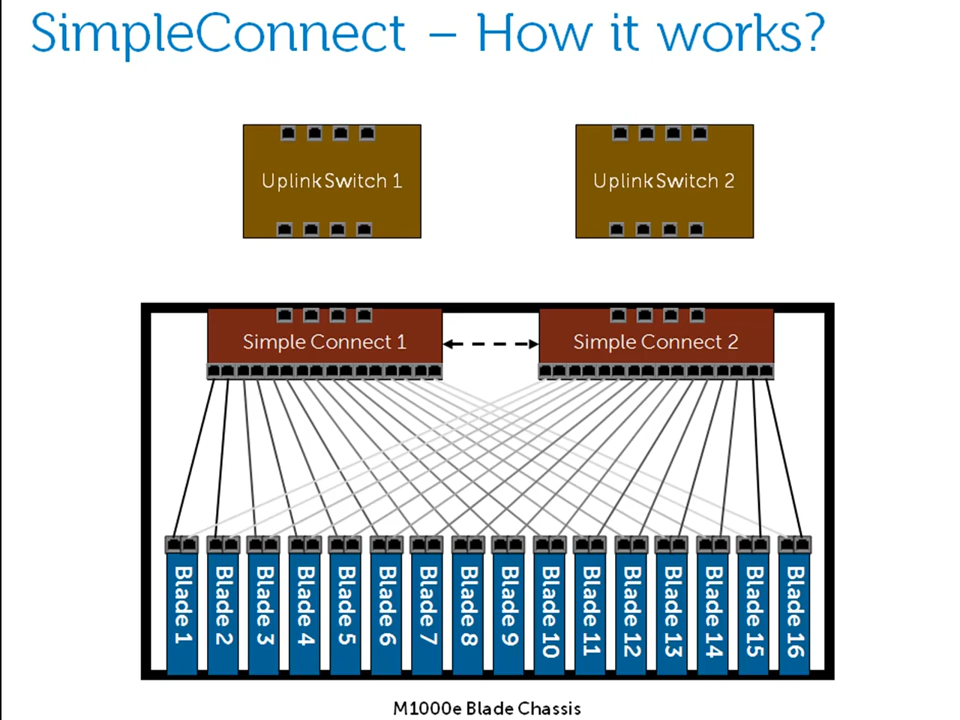 SimpleConnect – How it works?
UplinkSwitch 1
UplinkSwitch 2
Simple Connect 1
Simple Connect 2
Blade 1
Blade 2
Blade 3
Blade 4
Blade 5
Blade 6
Blade 7
Blade 8
Blade 9
Blade 10
Blade 11
Blade 12
Blade 13
Blade 14
Blade 15
Blade 16
M1000e Blade Chassis